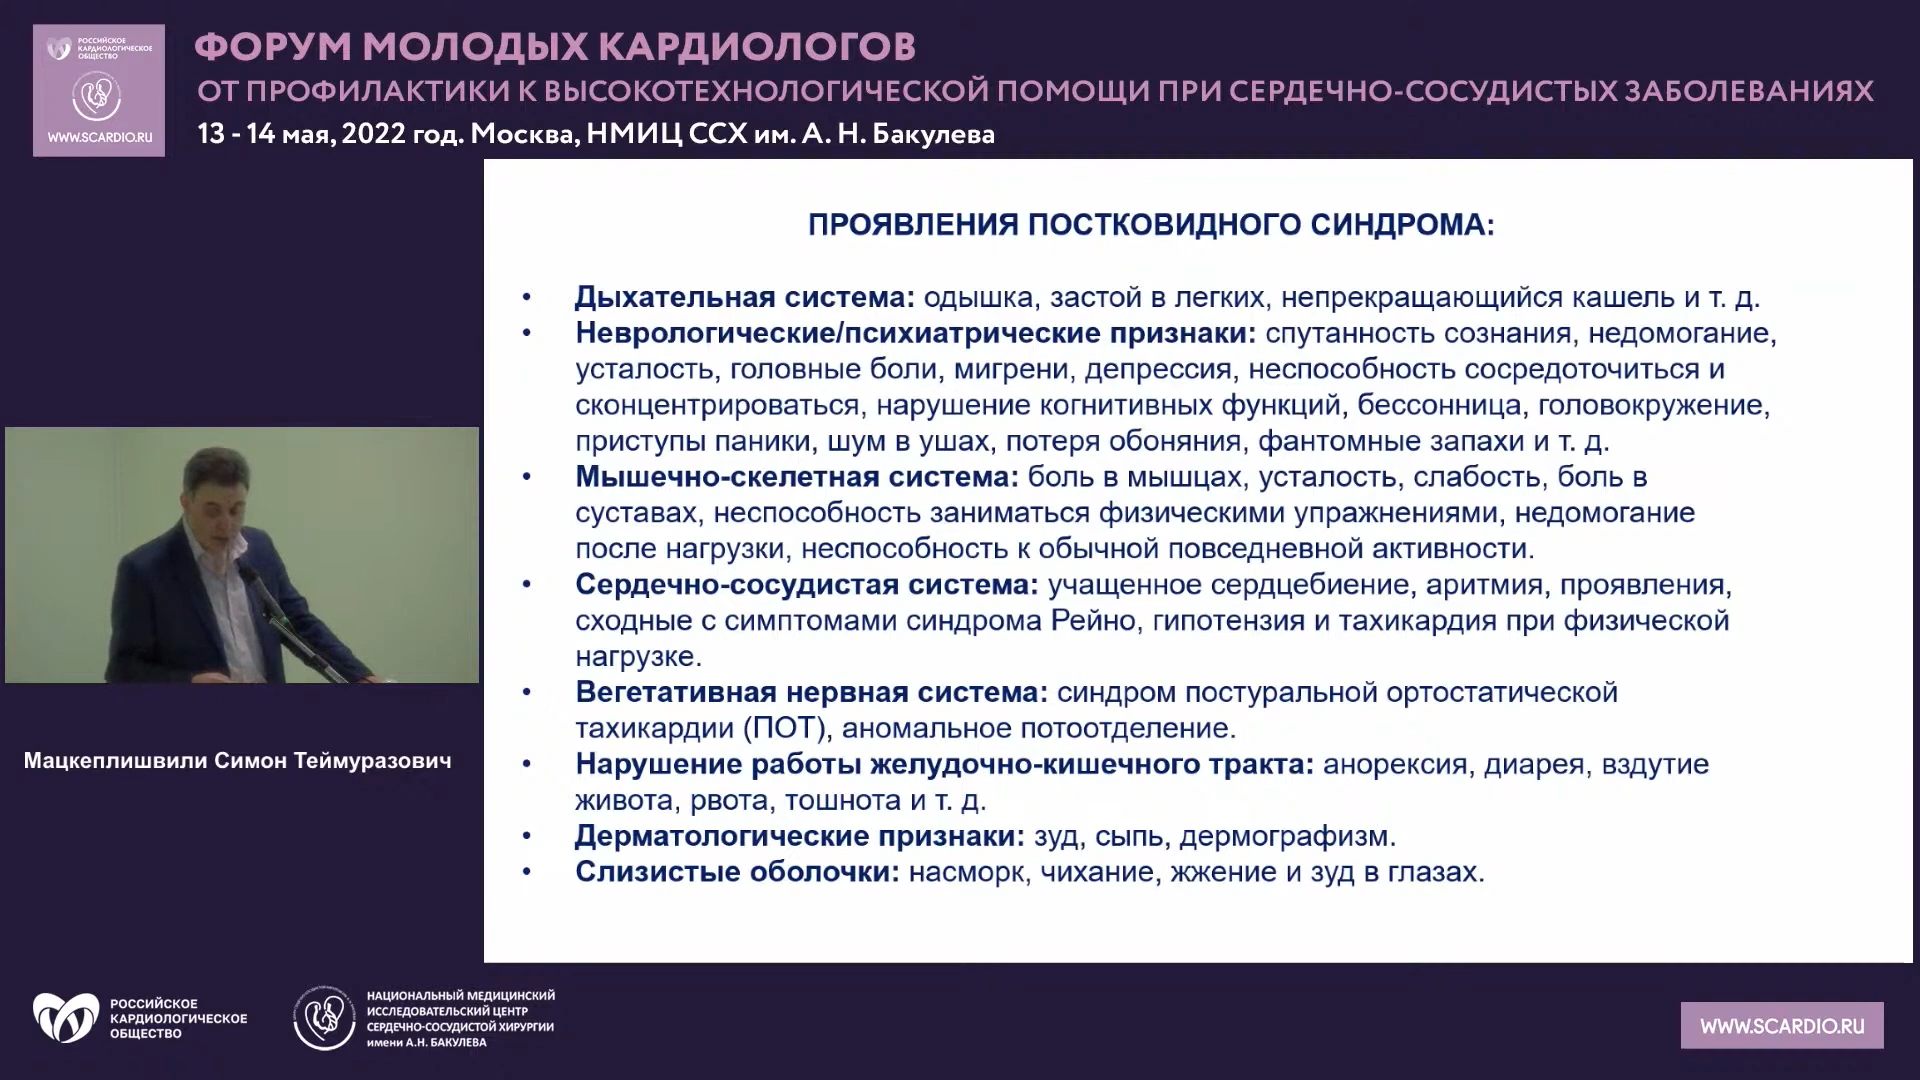 РОССИЙСКОЕ
КАРДИОЛОГИЧЕСКОЕ
ОБЩЕСТВО
WWW.SCARDIO.RU
ФОРУМ МОЛОДЫХ КАРДИОЛОГОВ
ОТ ПРОФИЛАКТИКИ К ВЫСОКОТЕХНОЛОГИЧЕСКОЙ ПОМОЩИ ПРИ СЕРДЕЧНО-СОСУДИСТЫХ ЗАБОЛЕВАНИЯХ
13 - 14 мая, 2022 год. Москва, НМИЦ ССХ им. А. Н. Бакулева
ПРОЯВЛЕНИЯ ПОСТКОВИДНОГО СИНДРОМА:
• Дыхательная система: одышка, застой в легких, непрекращающийся кашель и т. д.
• Неврологические/психиатрические признаки: спутанность сознания, недомогание,
усталость, головные боли, мигрени, депрессия, неспособность сосредоточиться и
сконцентрироваться, нарушение когнитивных функций, бессонница, головокружение,
приступы паники, шум в ушах, потеря обоняния, фантомные запахи и т. д.
• Мышечно-скелетная система: боль в мышцах, усталость, слабость, боль в
суставах, неспособность заниматься физическими упражнениями, недомогание
после нагрузки, неспособность к обычной повседневной активности.
• Сердечно-сосудистая система: учащенное сердцебиение, аритмия, проявления,
сходные с симптомами синдрома Рейно, гипотензия и тахикардия при физической
нагрузке.
• Вегетативная нервная система: синдром постуральной ортостатической
тахикардии (ПОТ), аномальное потоотделение.
• Нарушение работы желудочно-кишечного тракта: анорексия, диарея, вздутие
живота, рвота, тошнота и т. д.
• Дерматологические признаки: зуд, сыпь, дермографизм.
• Слизистые оболочки: насморк, чихание, жжение и зуд в глазах.
Мацкеплишвили Симон Теймуразович
РОССИЙСКОЕ
КАРДИОЛОГИЧЕСКОЕ
ОБЩЕСТВО
НАЦИОНАЛЬНЫЙ МЕДИЦИНСКИЙ
ИССЛЕДОВАТЕЛЬСКИЙ ЦЕНТР
СЕРДЕЧНО-СОСУДИСТОЙ ХИРУРГИИ
имени А.Н. БАКУЛЕВА
WWW.SCARDIO.RU